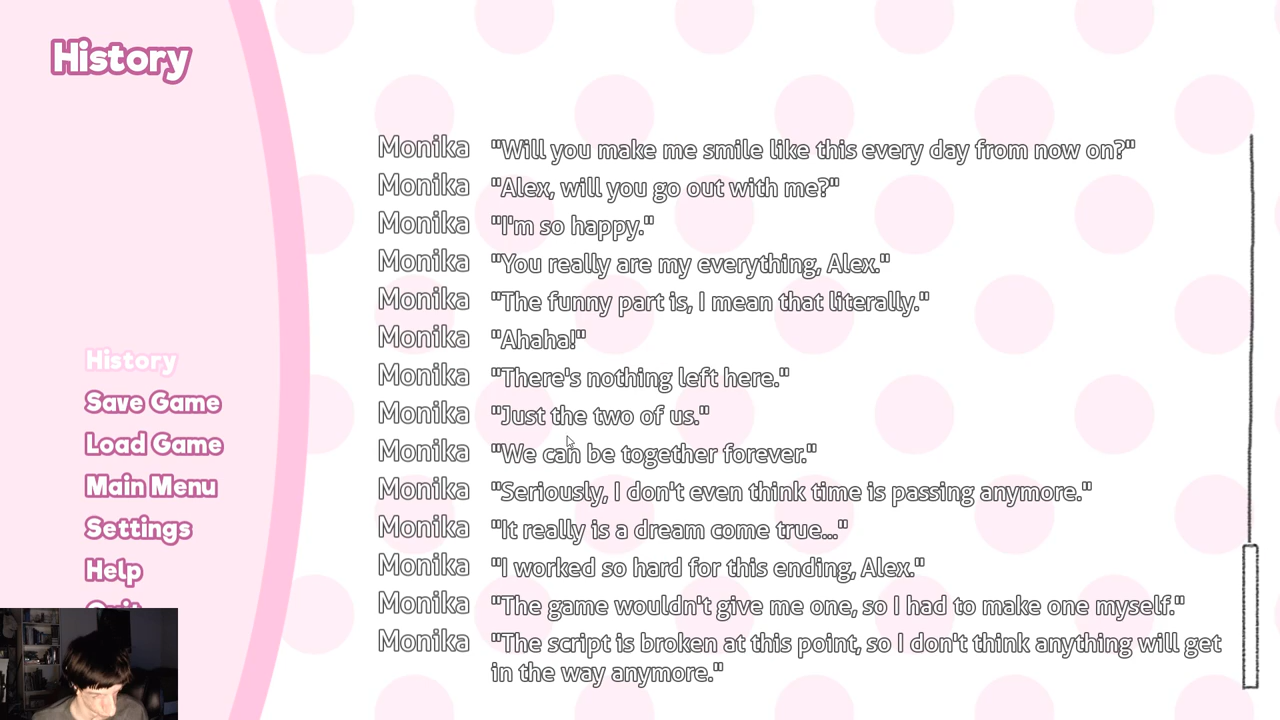 History
Monika "Will you make me smile like this every day from now on?"
Monika "Alex, will you go out with me?"
Monika "I'm so happy."
Monika "You really are my everything, Alex."
Monika "The funny part is, I mean that literally."
Monika "Ahaha!"
Monika "There's nothing left here."
Monika "Just the two of us."
Monika "We can be together forever."
Monika "Seriously, I don't even think time is passing anymore."
Monika "It really is a dream come true..."
Monika "I worked so hard for this ending, Alex."
Monika "The game wouldn't give me one, so I had to make one myself."
Monika "The script is broken at this point, so I don't think anything will get
in the way anymore."
History
Save Game
Load Game
Main Menu
Settings
Help
Quit